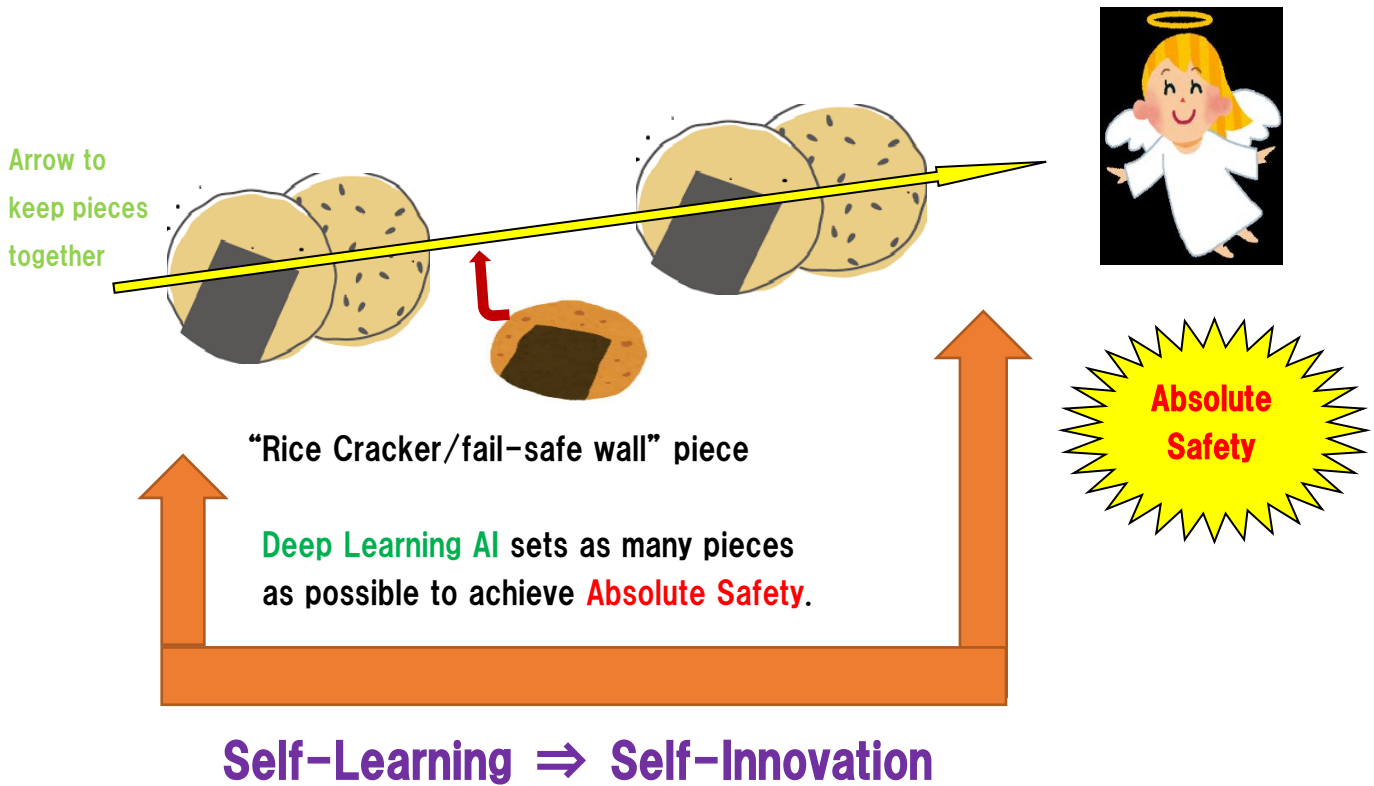 Arrow to
keep pieces
together
“Rice Cracker/fail-safe wall” piece
Deep Learning AI sets as many pieces
as possible to achieve Absolute Safety.
Absolute
Safety
Self-Learning ⇒ Self-Innovation